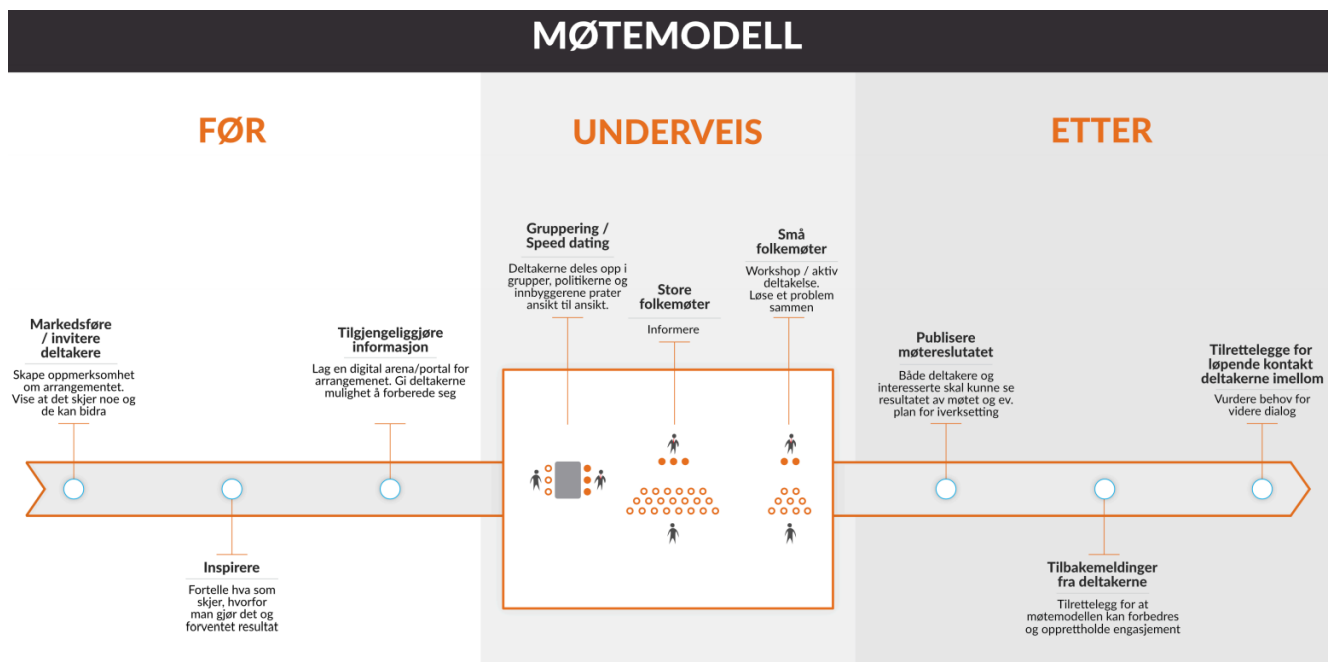 MØTEMODELL
FØR
Markedsføre
/ invitere
deltakere
Skape oppmerksomhet
om arrangementet.
Vise at det skjer noe og
de kan bidra
Inspirere
Fortelle hva som
skjer, hvorfor
man gjør det og
forventet resultat
Tilgjengeliggjøre
informasjon
Lag en digital arena/portal for
arrangemenet. Gi deltakerne
mulighet å forberede seg
UNDERVEIS
Gruppering /
Speed dating
Deltakerne deles opp i
grupper, politikerne og
innbyggerene prater
ansikt til ansikt.
Store
folkemøter
Informere
Små
folkemøter
Workshop / aktiv
deltakelse.
Løse et problem
sammen
ETTER
Publisere
møtereslutatet
Både deltakere og
interesserte skal kunne se
resultatet av møtet og ev.
plan for iverksetting
Tilbakemeldinger
fra deltakerne
Tilrettelegg for at
møtemodellen kan forbedres
og opprettholde engasjement
Tilrettelegge for
løpende kontakt
deltakerne imellom
Vurdere behov for
videre dialog